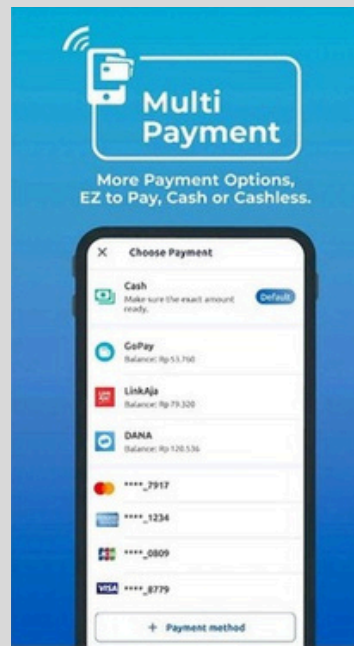 Multi
Payment
More Payment Options,
EZ to Pay, Cash or Cashless.
× Choose Payment
Cash
Make sure the exact amount
ready.
Default
GoPay
Balance: Rp 53.760
LinkAja
Balance: Rp 79.320
DANA
Balance: Rp 120.536
****_7917
****_1234
JCB
****_0809
VISA
****_8779
+ Payment method